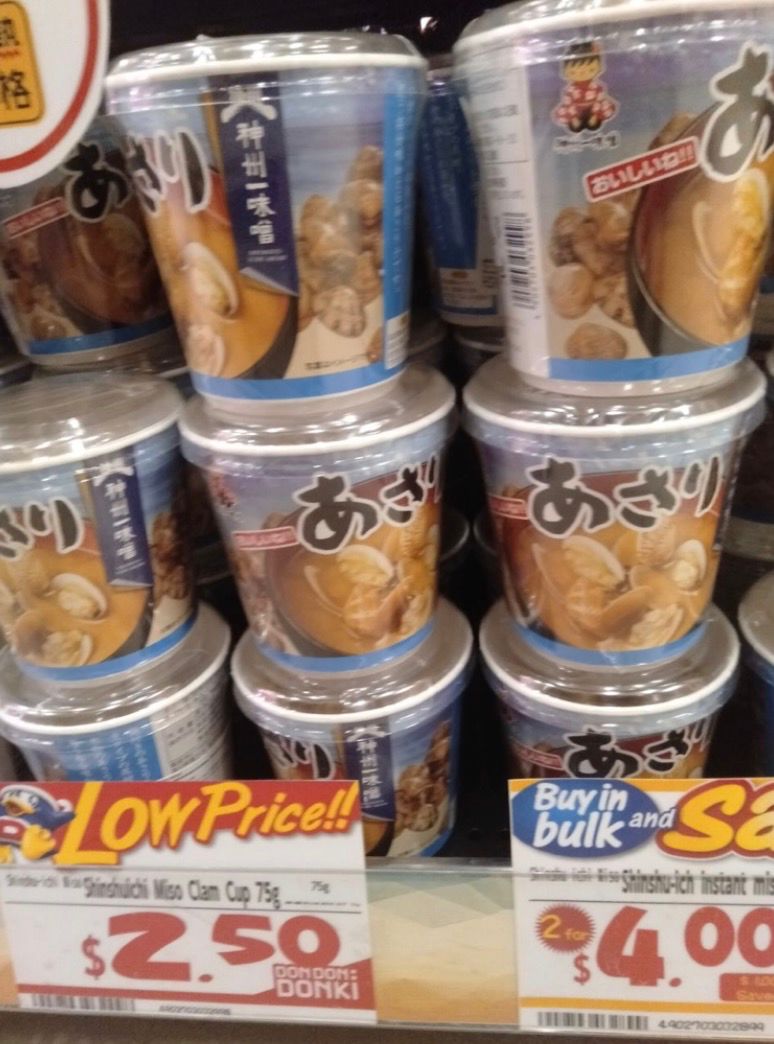 格
あさり
神州一味噌
おいしいね!!
あ
あさり
神州一味噌
あさり
あさり
神州一味噌
あさり
LOW PRICE!!
Shinshuichi Miso Clam Cup 75g
75g
$2.50
DON DON:
DONKI
Buy in
bulk and Sa
Shinshu-ich instant mis
2 for
$4.00
Save
4902703032899